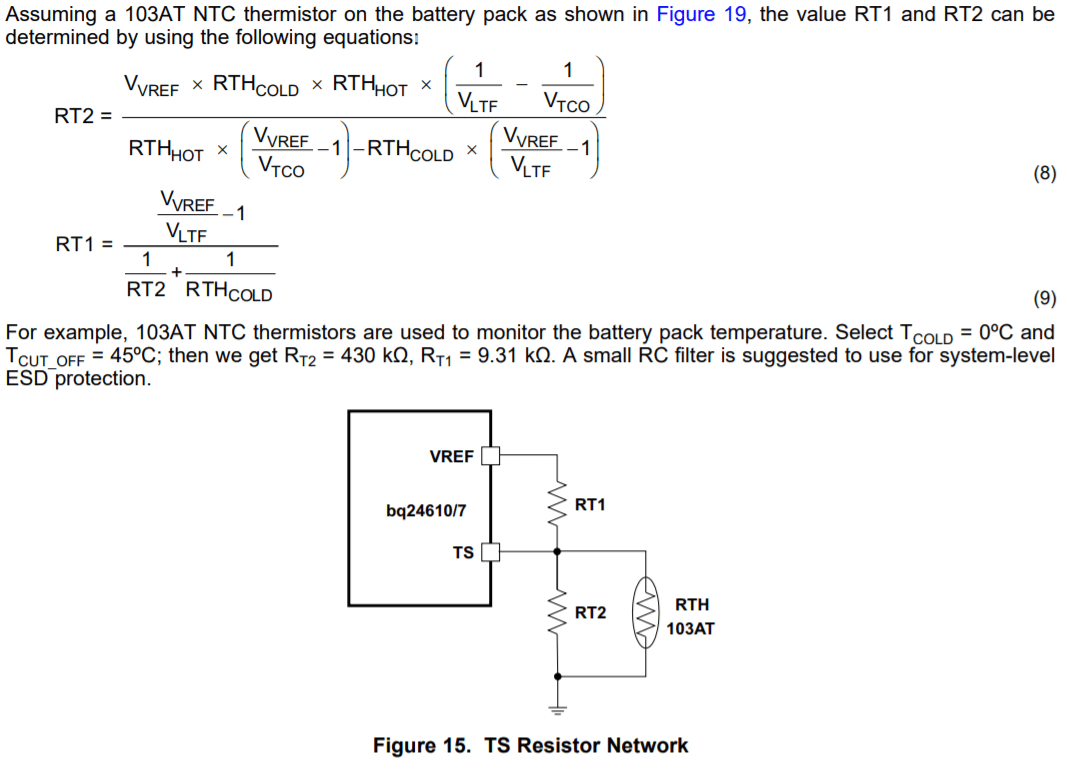 Assuming a 103AT NTC thermistor on the battery pack as shown in Figure 19, the value RT1 and RT2 can be
determined by using the following equations:
RT2 = \frac{V_{VREF} × RTH_{COLD} × RTH_{HOT} × \left( \frac{1}{V_{LTF}} − \frac{1}{V_{TCO}} \right)}{RTH_{HOT} × \left( \frac{V_{VREF}}{V_{TCO}} − 1 \right) − RTH_{COLD} × \left( \frac{V_{VREF}}{V_{LTF}} − 1 \right)} (8)
RT1 = \frac{\frac{V_{VREF}}{V_{LTF}} − 1}{\frac{1}{RT2} + \frac{1}{RTH_{COLD}}} (9)
For example, 103AT NTC thermistors are used to monitor the battery pack temperature. Select T_{COLD} = 0ºC and
T_{CUT_OFF} = 45ºC; then we get R_{T2} = 430 kΩ, R_{T1} = 9.31 kΩ. A small RC filter is suggested to use for system-level
ESD protection.
VREF
bq24610/7
RT1
TS
RT2
RTH
103AT
Figure 15. TS Resistor Network